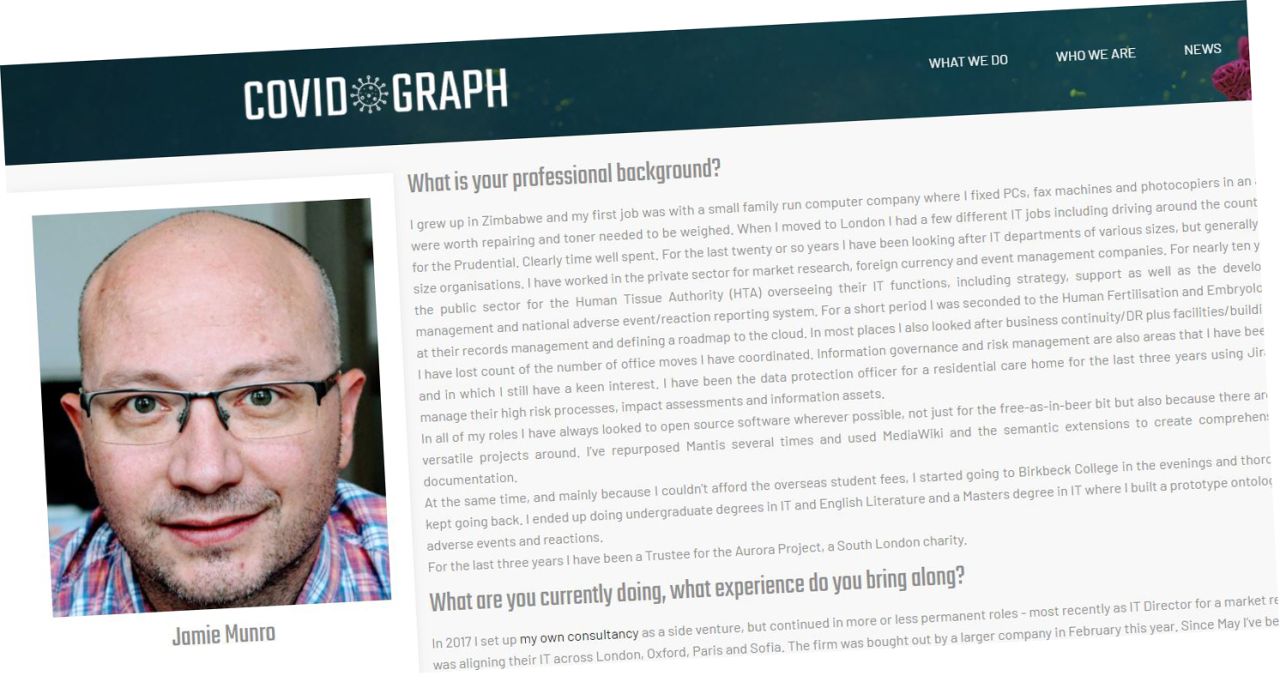 COVID GRAPH
WHAT WE DO
WHO WE ARE
NEWS
What is your professional background?
I grew up in Zimbabwe and my first job was with a small family run computer company where I fixed PCs, fax machines and photocopiers in an
were worth repairing and toner needed to be weighed. When I moved to London I had a few different IT jobs including driving around the count
for the Prudential. Clearly time well spent. For the last twenty or so years I have been looking after IT departments of various sizes, but generally
size organisations. I have worked in the private sector for market research, foreign currency and event management companies. For nearly ten y
the public sector for the Human Tissue Authority (HTA) overseeing their IT functions, including strategy, support as well as the develo
management and national adverse event/reaction reporting system. For a short period I was seconded to the Human Fertilisation and Embryolo
at their records management and defining a roadmap to the cloud. In most places I also looked after business continuity/DR plus facilities/buildi
I have lost count of the number of office moves I have coordinated. Information governance and risk management are also areas that I have bee
and in which I still have a keen interest. I have been the data protection officer for a residential care home for the last three years using Jir
manage their high risk processes, impact assessments and information assets.
In all of my roles I have always looked to open source software wherever possible, not just for the free-as-in-beer bit but also because there are
versatile projects around. I've repurposed Mantis several times and used MediaWiki and the semantic extensions to create comprehens
documentation.
At the same time, and mainly because I couldn't afford the overseas student fees, I started going to Birkbeck College in the evenings and thoro
kept going back. I ended up doing undergraduate degrees in IT and English Literature and a Masters degree in IT where I built a prototype ontolog
adverse events and reactions.
For the last three years I have been a Trustee for the Aurora Project, a South London charity.
What are you currently doing, what experience do you bring along?
In 2017 I set up my own consultancy as a side venture, but continued in more or less permanent roles - most recently as IT Director for a market re
was aligning their IT across London, Oxford, Paris and Sofia. The firm was bought out by a larger company in February this year. Since May I've be
Jamie Munro